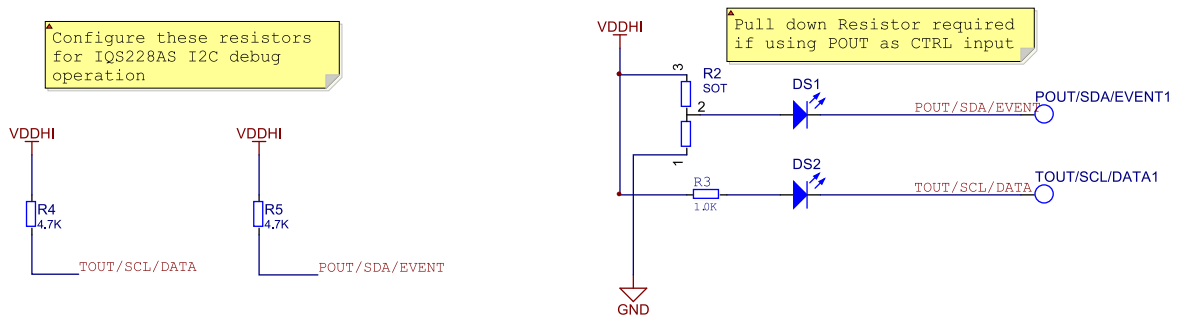 Configure these resistors
for IQS228AS I2C debug
operation
VDDHI
R4
4.7K
TOUT/SCL/DATA
VDDHI
R5
4.7K
POUT/SDA/EVENT
VDDHI
Pull down Resistor required
if using POUT as CTRL input
3
R2
SOT
2
1
DS1
POUT/SDA/EVENT
POUT/SDA/EVENT1
R3
1.0K
DS2
TOUT/SCL/DATA
TOUT/SCL/DATA1
GND